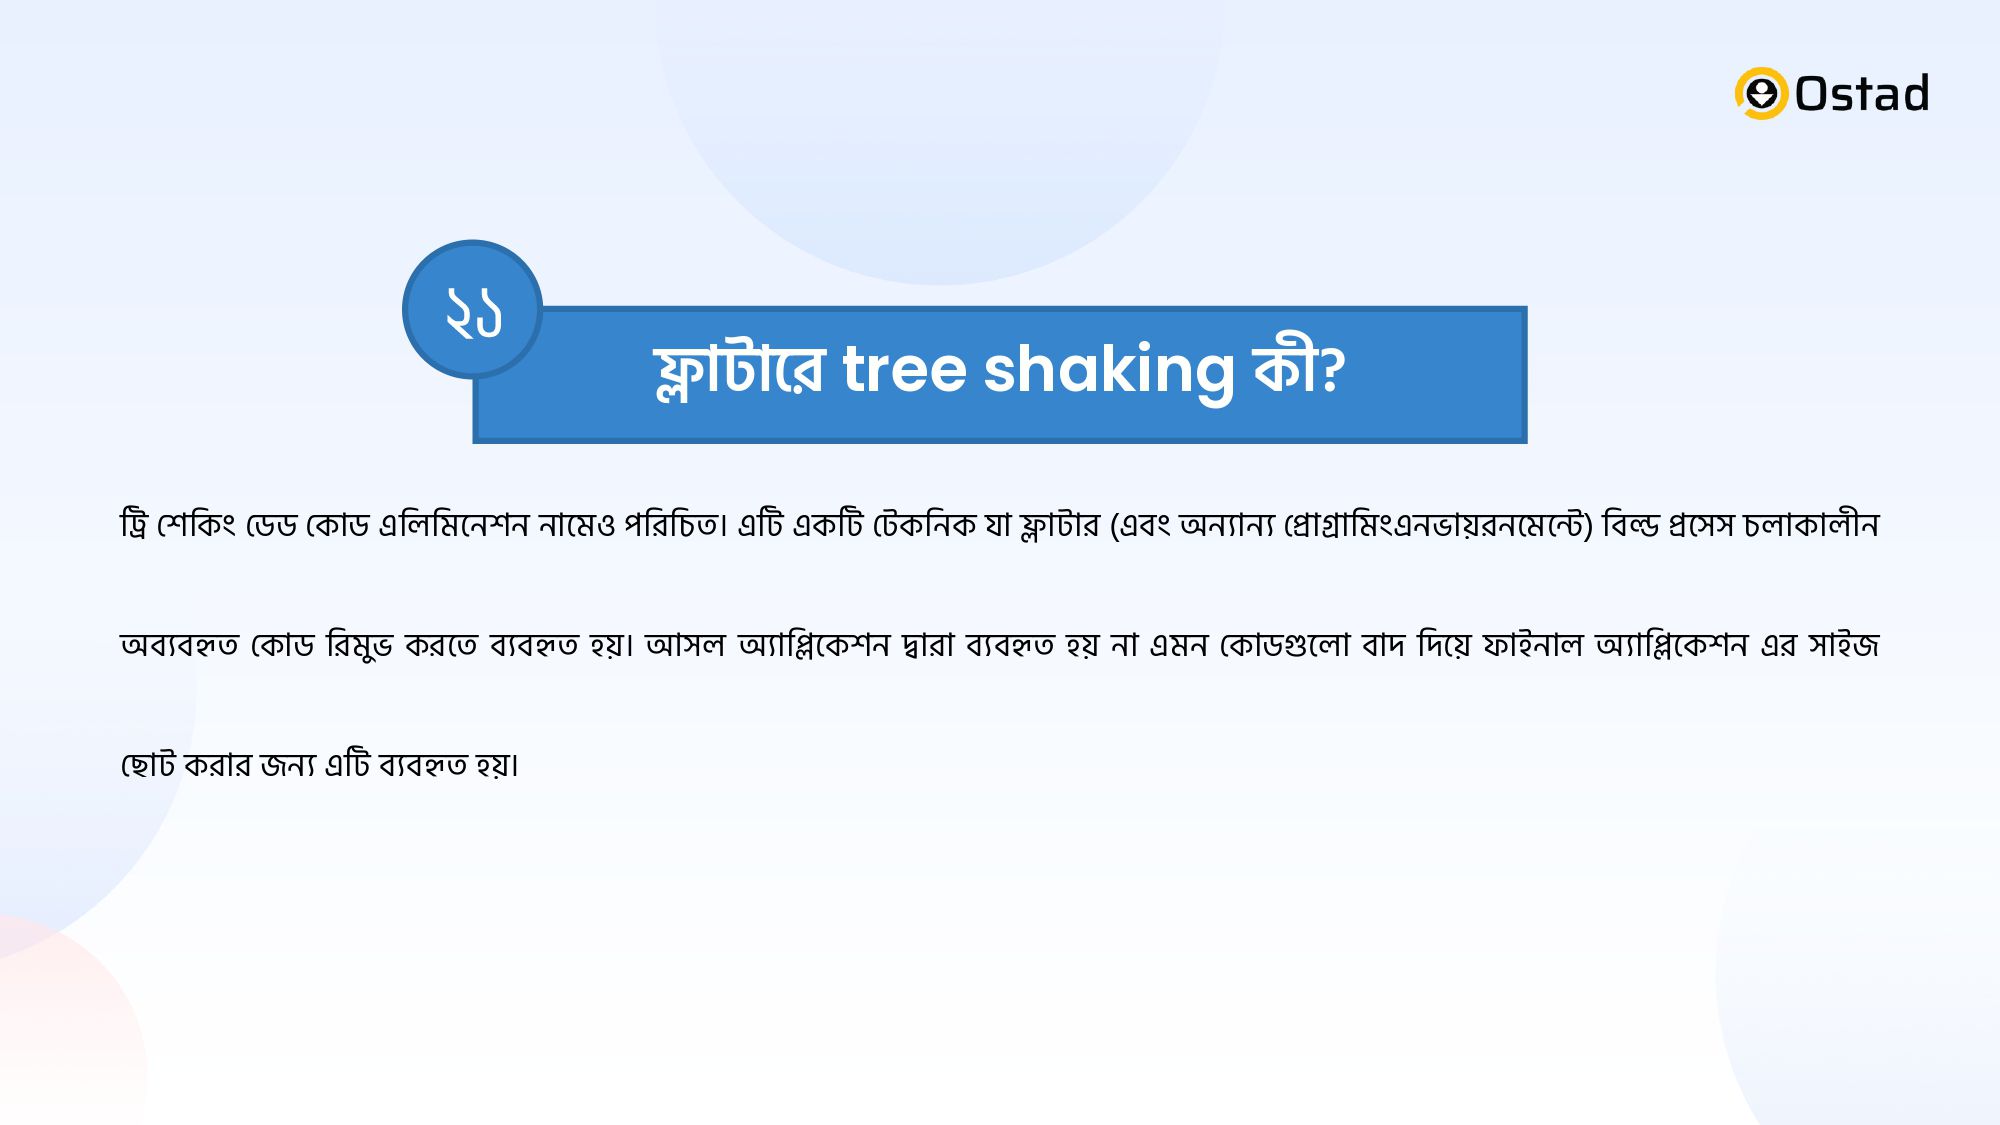 Ostad
২১
ফ্লাটারে tree shaking কী?
ট্রি শেকিং ডেড কোড এলিমিনেশন নামেও পরিচিত। এটি একটি টেকনিক যা ফ্লাটার (এবং অন্যান্য প্রোগ্রামিংএনভায়রনমেন্টে) বিল্ড প্রসেস চলাকালীন
অব্যবহৃত কোড রিমুভ করতে ব্যবহৃত হয়। আসল অ্যাপ্লিকেশন দ্বারা ব্যবহৃত হয় না এমন কোডগুলো বাদ দিয়ে ফাইনাল অ্যাপ্লিকেশন এর সাইজ
ছোট করার জন্য এটি ব্যবহৃত হয়।